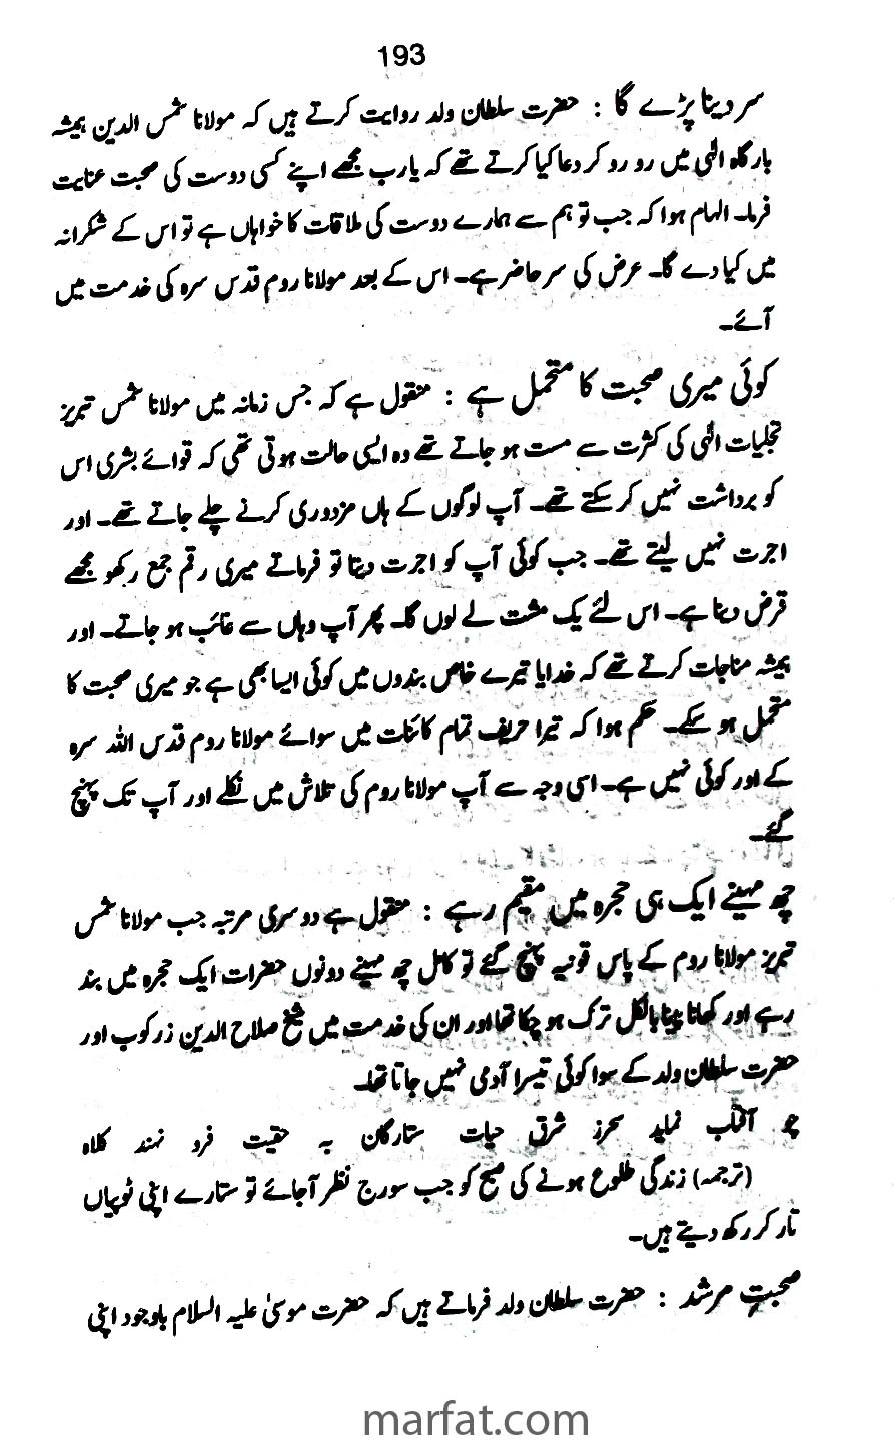 193
سر دینا پڑے گا : حضرت سلطان ولد روایت کرتے ہیں کہ مولانا شمس الدین ہمیشہ
بارگاہ الٰہی میں رو رو کر دعا کیا کرتے تھے کہ یارب مجھے اپنے کسی دوست کی صحبت عنایت
فرما۔ الہام ہوا کہ جب تو ہم سے ہمارے دوست کی ملاقات کا خواہاں ہے تو اس کے شکرانہ
میں کیا دے گا۔ عرض کی سر حاضر ہے۔ اس کے بعد مولانا روم قدس سرہ کی خدمت میں
آئے۔
کوئی میری صحبت کا متحمل ہے : منقول ہے کہ جس زمانہ میں مولانا شمس تبریز
تجلیات الٰہی کی کثرت سے مست ہو جاتے تھے وہ ایسی حالت ہوتی تھی کہ قوائے بشری اس
کو برداشت نہیں کر سکتے تھے۔ آپ لوگوں کے ہاں مزدوری کرنے چلے جاتے تھے۔ اور
اجرت نہیں لیتے تھے۔ جب کوئی آپ کو اجرت دیتا تو فرماتے میری رقم جمع رکھو مجھے
قرض دینا ہے۔ اس لئے یک مشت لے لوں گا۔ پھر آپ وہاں سے غائب ہو جاتے۔ اور
ہمیشہ مناجات کرتے تھے کہ خدایا تیرے خاص بندوں میں کوئی ایسا بھی ہے جو میری صحبت کا
متحمل ہو سکے۔ حکم ہوا کہ تیرا حریف تمام کائنات میں سوائے مولانا روم قدس اللہ سرہ
کے اور کوئی نہیں ہے۔ اسی وجہ سے آپ مولانا روم کی تلاش میں نکلے اور آپ تک پہنچ
گئے۔
چھ مہینے ایک ہی حجرہ میں مقیم رہے : منقول ہے دوسری مرتبہ جب مولانا شمس
تبریز مولانا روم کے پاس قونیہ پہنچ گئے تو کامل چھ مہینے دونوں حضرات ایک حجرہ میں بند
رہے اور کھانا پینا بالکل ترک ہو چکا تھا اور ان کی خدمت میں شیخ صلاح الدین زرکوب اور
حضرت سلطان ولد کے سوا کوئی تیسرا آدمی نہیں جاتا تھا۔
چو آفتاب نماید سحرز شرق حیات ستارگان بہ حقیقت فرو نہند کلاہ
(ترجمہ) زندگی طلوع ہونے کی صبح کو جب سورج نظر آجائے تو ستارے اپنی ٹوپیاں
تار کر رکھ دیتے ہیں۔
صحبتِ مرشد : حضرت سلطان ولد فرماتے ہیں کہ حضرت موسیٰ علیہ السلام باوجود اپنی
marfat.com